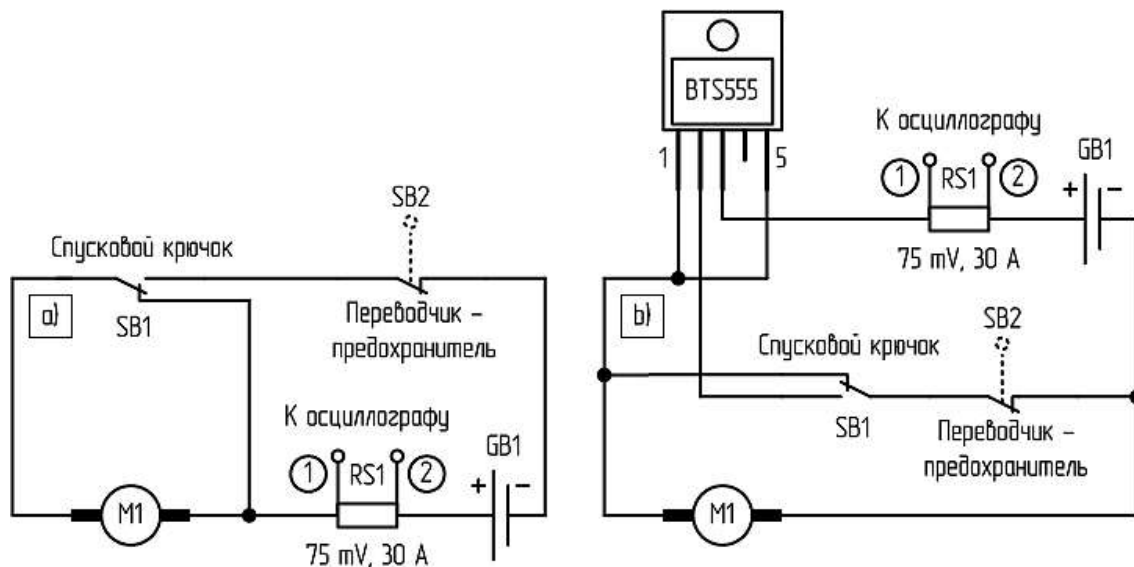 SB2
Спусковой крючок
a)
SB1
Переводчик –
предохранитель
К осциллографу
1
RS1
2
GB1
+
–
M1
75 mV, 30 A
BTS555
1
5
К осциллографу
1
RS1
2
GB1
+
–
75 mV, 30 A
b)
SB2
Спусковой крючок
SB1
Переводчик –
предохранитель
M1